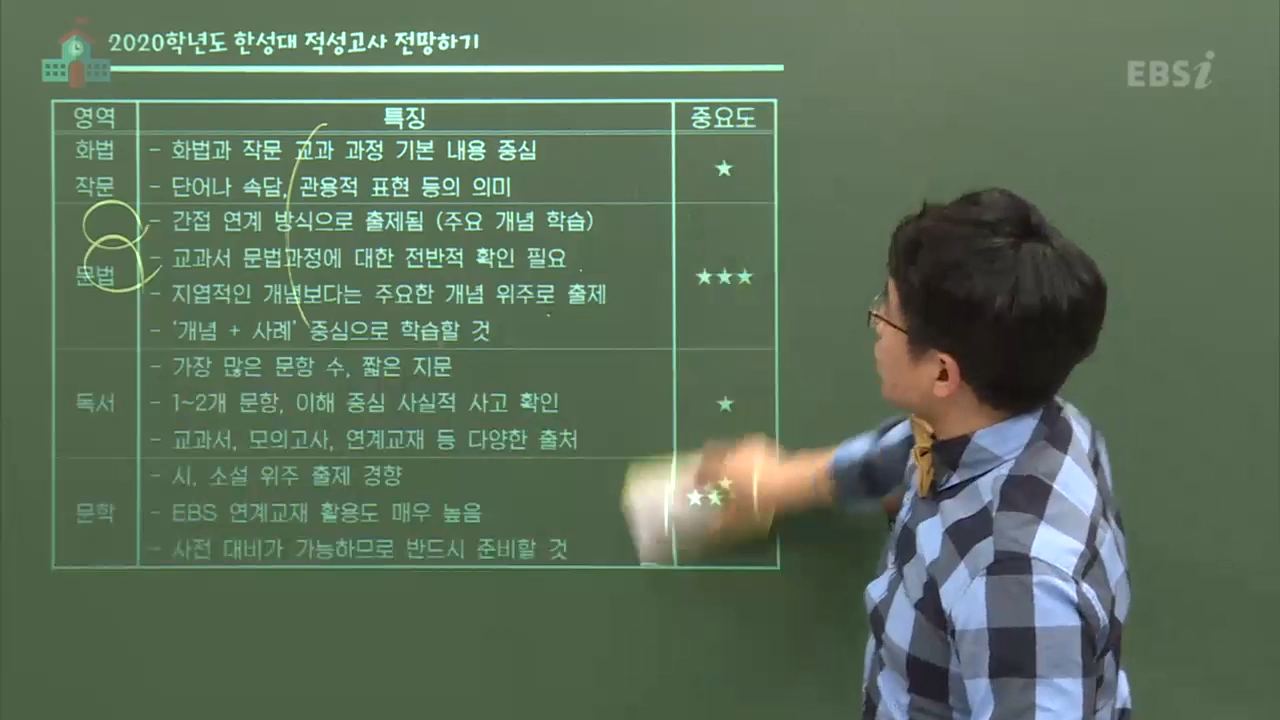 2020학년도 한성대 적성고사 전망하기
EBSi
영역 특징 중요도
화법 - 화법과 작문 교과 과정 기본 내용 중심
작문 - 단어나 속담, 관용적 표현 등의 의미 ★
- 간접 연계 방식으로 출제됨 (주요 개념 학습)
문법 - 교과서 문법과정에 대한 전반적 확인 필요 ★★★
- 지엽적인 개념보다는 주요한 개념 위주로 출제
- '개념 + 사례' 중심으로 학습할 것
- 가장 많은 문항 수, 짧은 지문
독서 - 1~2개 문항, 이해 중심 사실적 사고 확인 ★
- 교과서, 모의고사, 연계교재 등 다양한 출처
- 시, 소설 위주 출제 경향
문학 - EBS 연계교재 활용도 매우 높음 ★★
- 사전 대비가 가능하므로 반드시 준비할 것